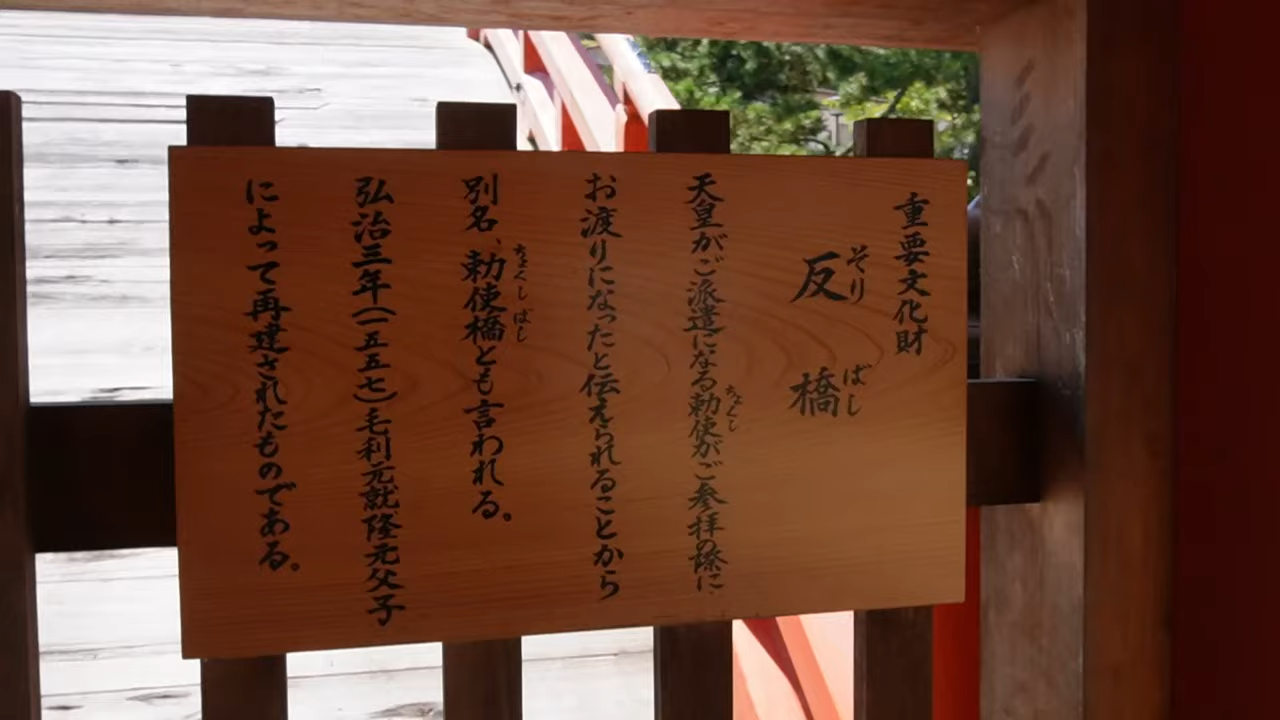 重要文化財
反橋
そりばし
天皇がご派遣になる勅使がご参拝の際に
ちょくし
お渡りになったと伝えられることから
別名、勅使橋とも言われる。
ちょくしばし
弘治三年(一五五七)毛利元就隆元父子
によって再建されたものである。